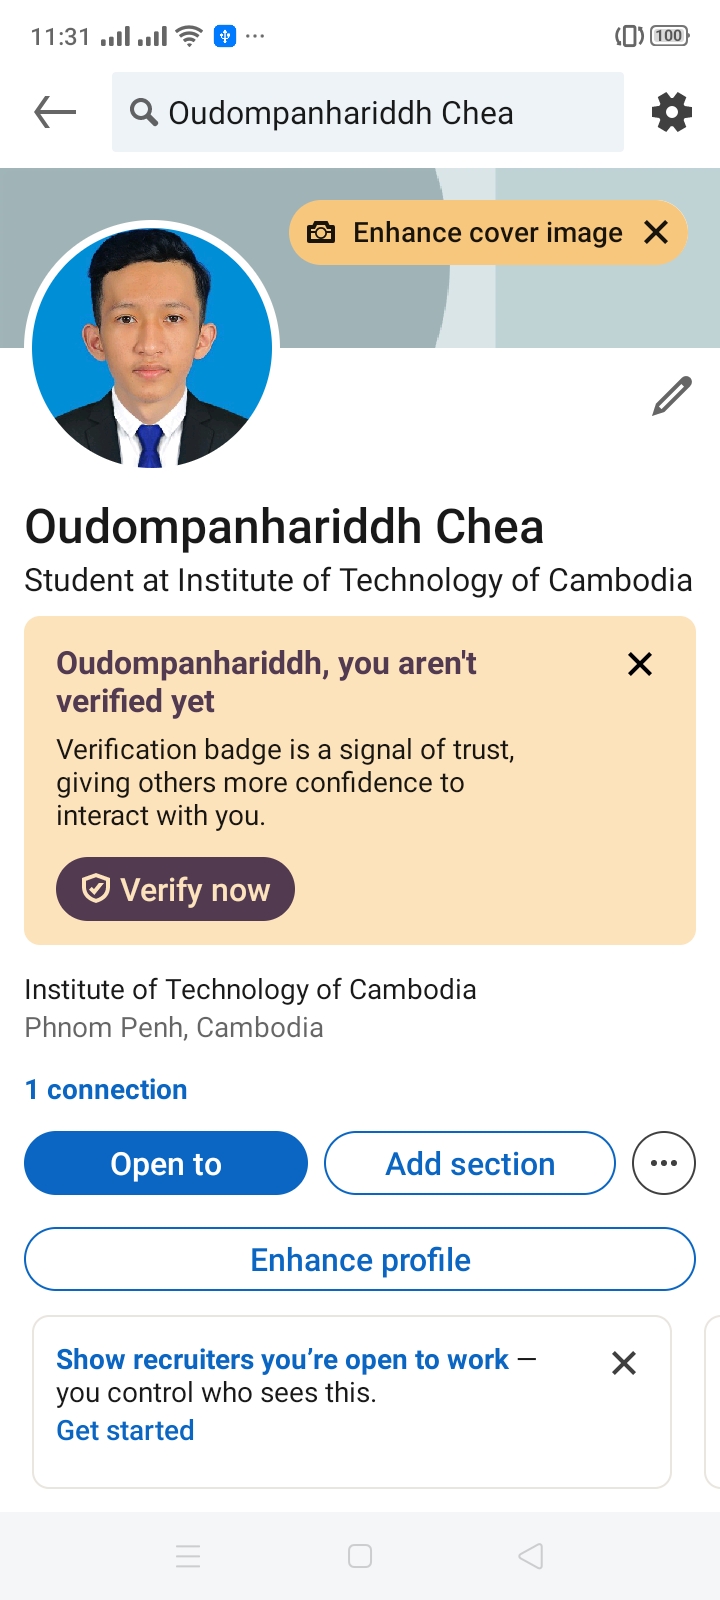 11:31 ... 100
Oudompanhariddh Chea
Enhance cover image
Oudompanhariddh Chea
Student at Institute of Technology of Cambodia
Oudompanhariddh, you aren't
verified yet
Verification badge is a signal of trust,
giving others more confidence to
interact with you.
Verify now
Institute of Technology of Cambodia
Phnom Penh, Cambodia
1 connection
Open to
Add section
Enhance profile
Show recruiters you’re open to work –
you control who sees this.
Get started